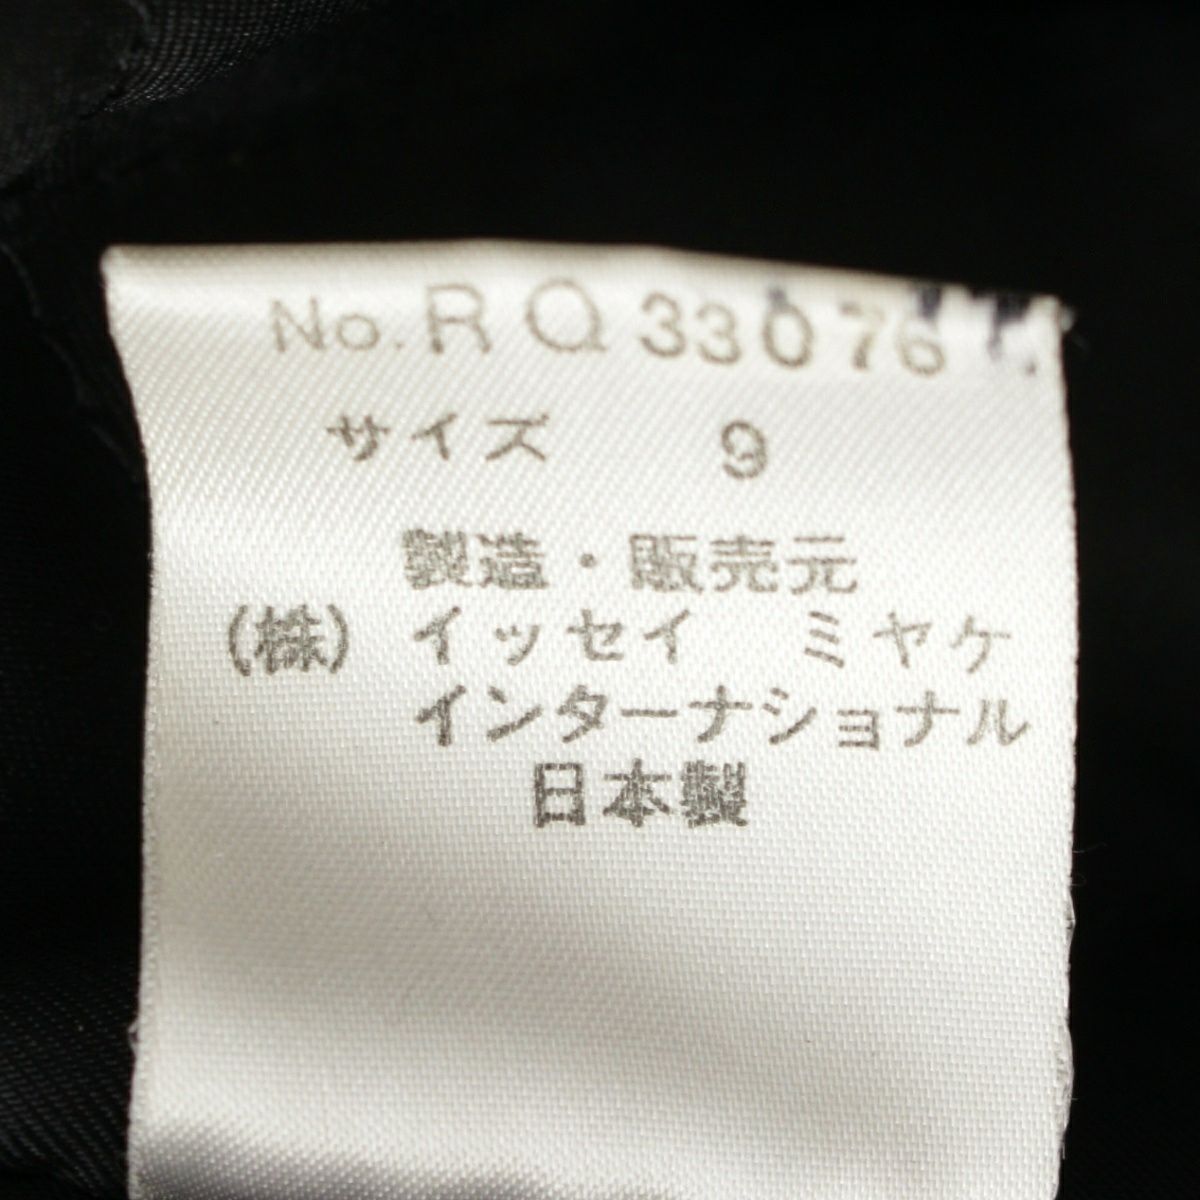 No. RQ33076
サイズ 9
製造・販売元
(株) イッセイ ミヤケ
インターナショナル
日本製